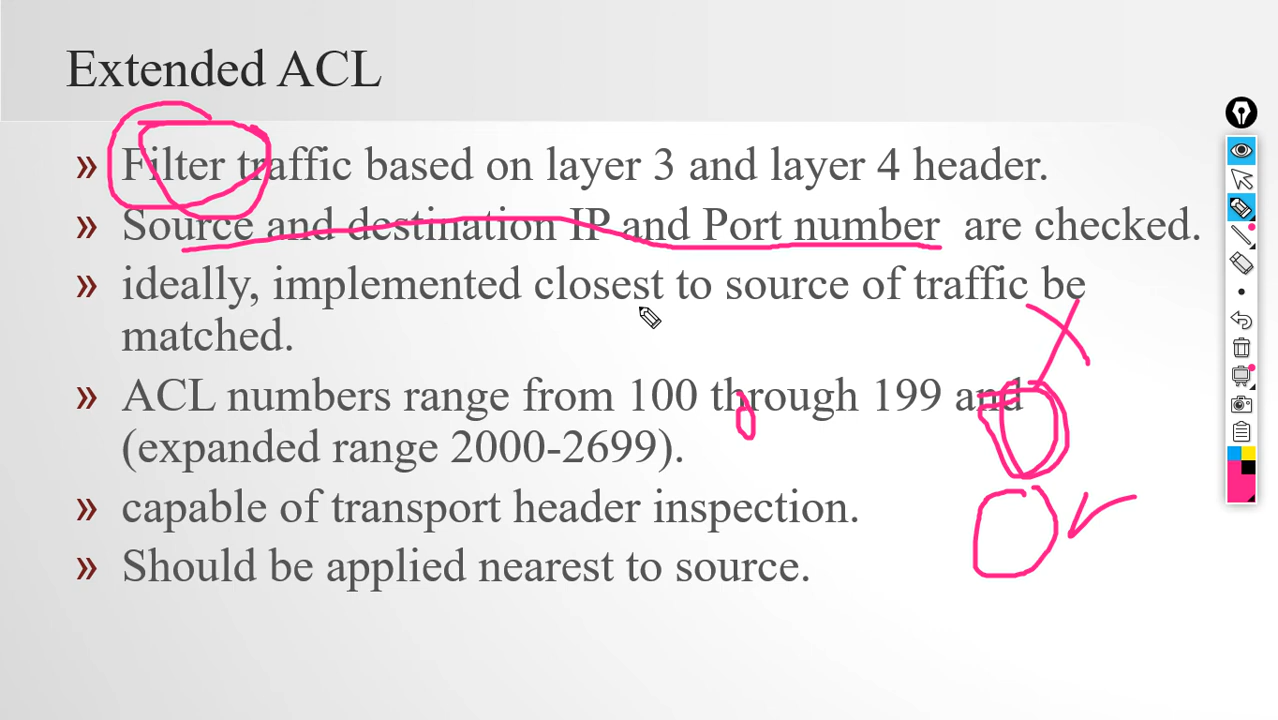 Extended ACL
» Filter traffic based on layer 3 and layer 4 header.
» Source and destination IP and Port number are checked.
» ideally, implemented closest to source of traffic be
matched.
» ACL numbers range from 100 through 199 and
(expanded range 2000-2699).
» capable of transport header inspection.
» Should be applied nearest to source.